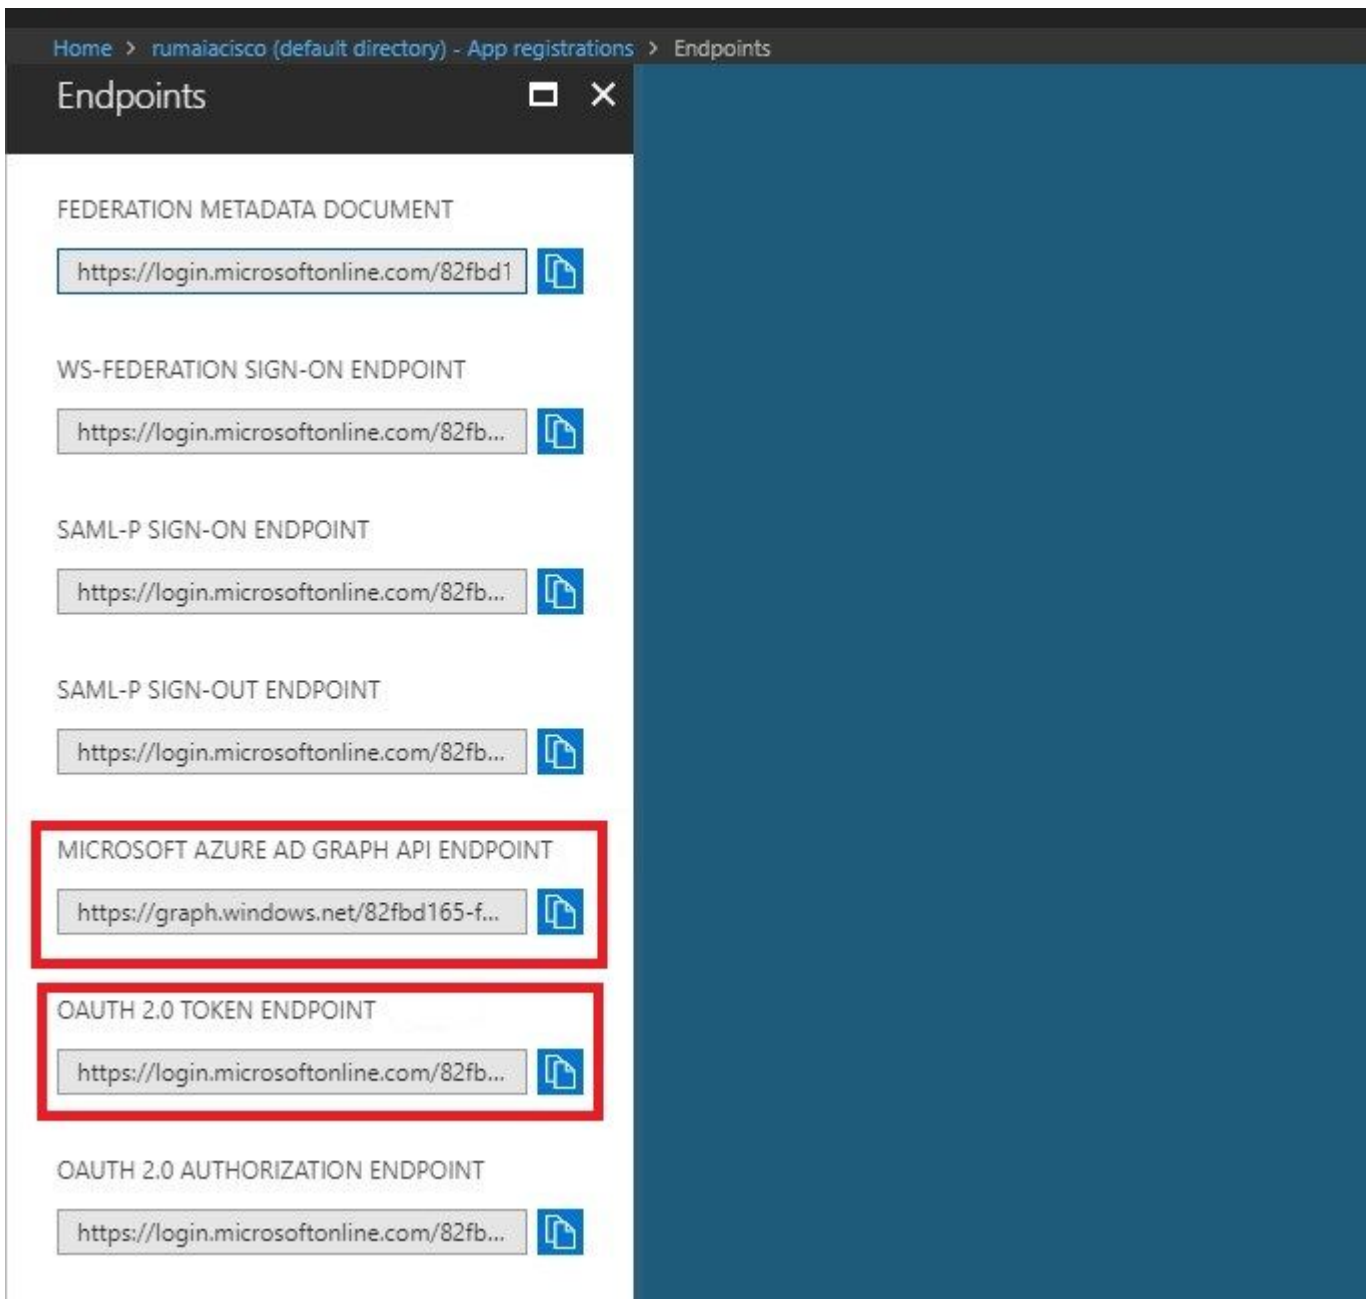 Home > rumaiacisco (default directory) - App registrations > Endpoints
Endpoints
FEDERATION METADATA DOCUMENT
https://login.microsoftonline.com/82fbd1
WS-FEDERATION SIGN-ON ENDPOINT
https://login.microsoftonline.com/82fb...
SAML-P SIGN-ON ENDPOINT
https://login.microsoftonline.com/82fb...
SAML-P SIGN-OUT ENDPOINT
https://login.microsoftonline.com/82fb...
MICROSOFT AZURE AD GRAPH API ENDPOINT
https://graph.windows.net/82fbd165-f...
OAUTH 2.0 TOKEN ENDPOINT
https://login.microsoftonline.com/82fb...
OAUTH 2.0 AUTHORIZATION ENDPOINT
https://login.microsoftonline.com/82fb...